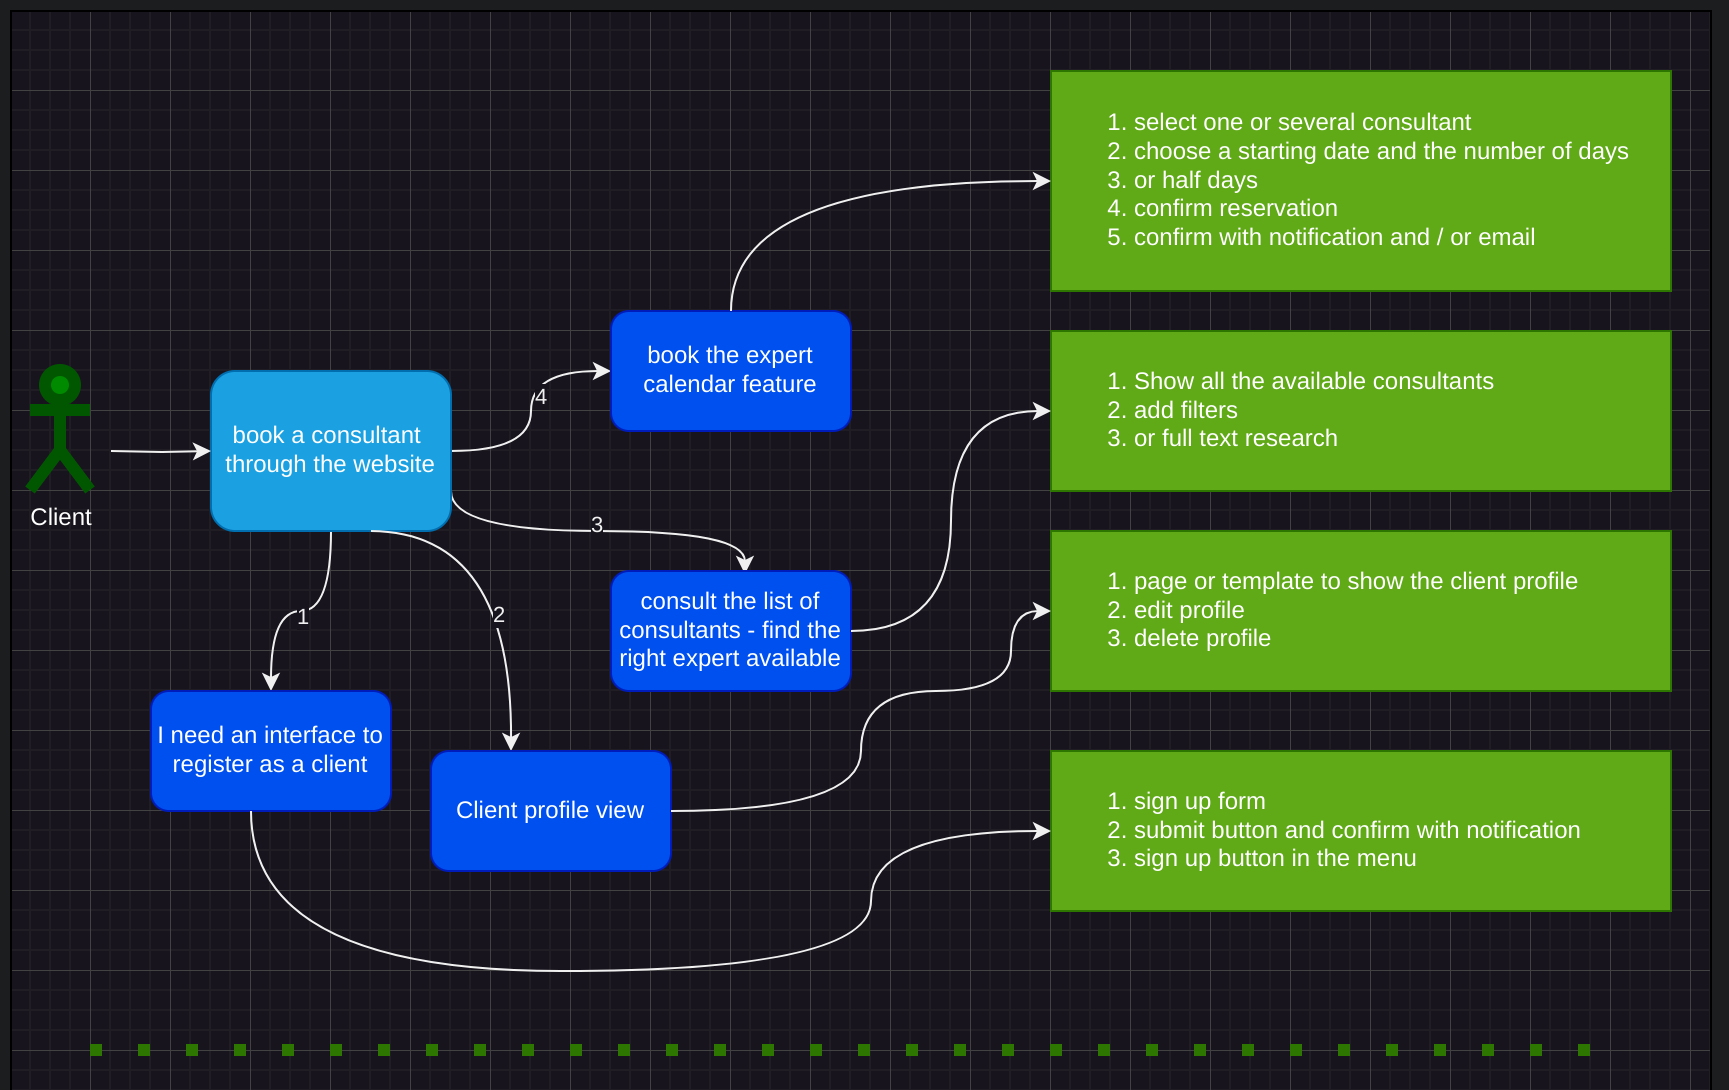 Client
book a consultant
through the website
4
3
2
1
book the expert
calendar feature
consult the list of
consultants - find the
right expert available
I need an interface to
register as a client
Client profile view
1. select one or several consultant
2. choose a starting date and the number of days
3. or half days
4. confirm reservation
5. confirm with notification and / or email
1. Show all the available consultants
2. add filters
3. or full text research
1. page or template to show the client profile
2. edit profile
3. delete profile
1. sign up form
2. submit button and confirm with notification
3. sign up button in the menu